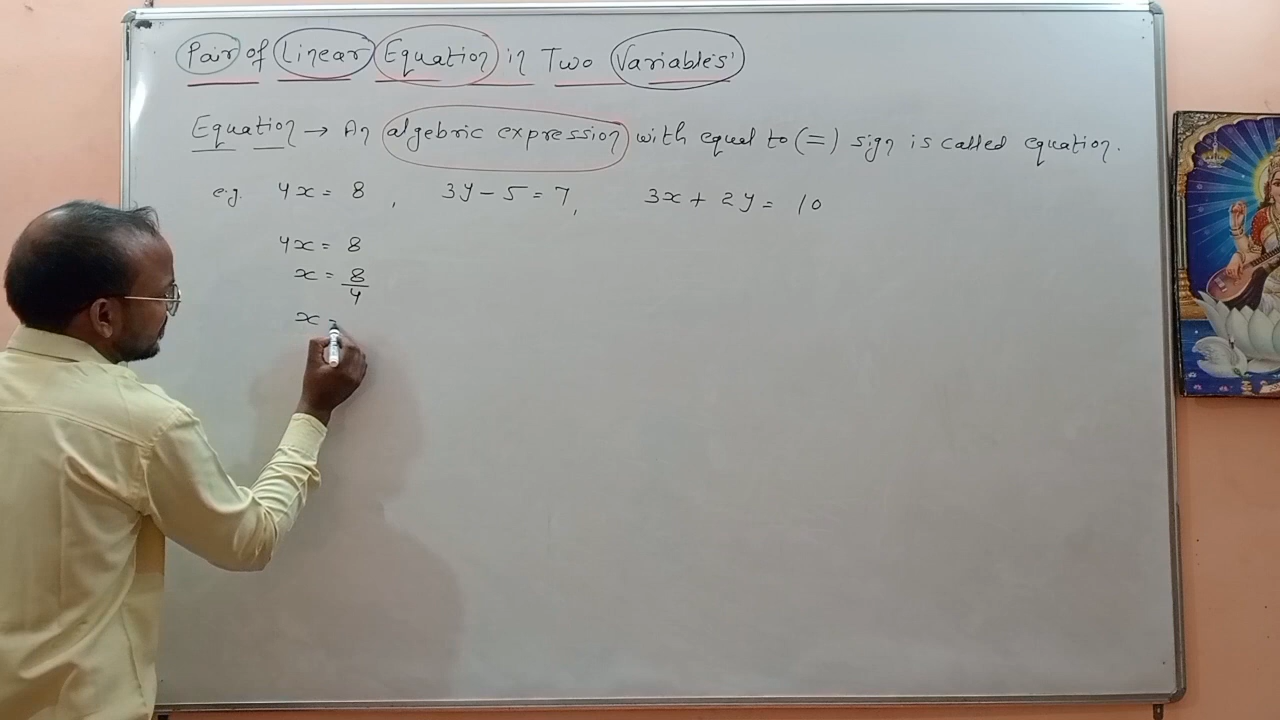 Pair of Linear Equation in Two Variables'
Equation → An algebric expression with equal to (=) sign is called equation.
e.g. 4x = 8 , 3y - 5 = 7, 3x + 2y = 10
4x = 8
x = 8/4
x =